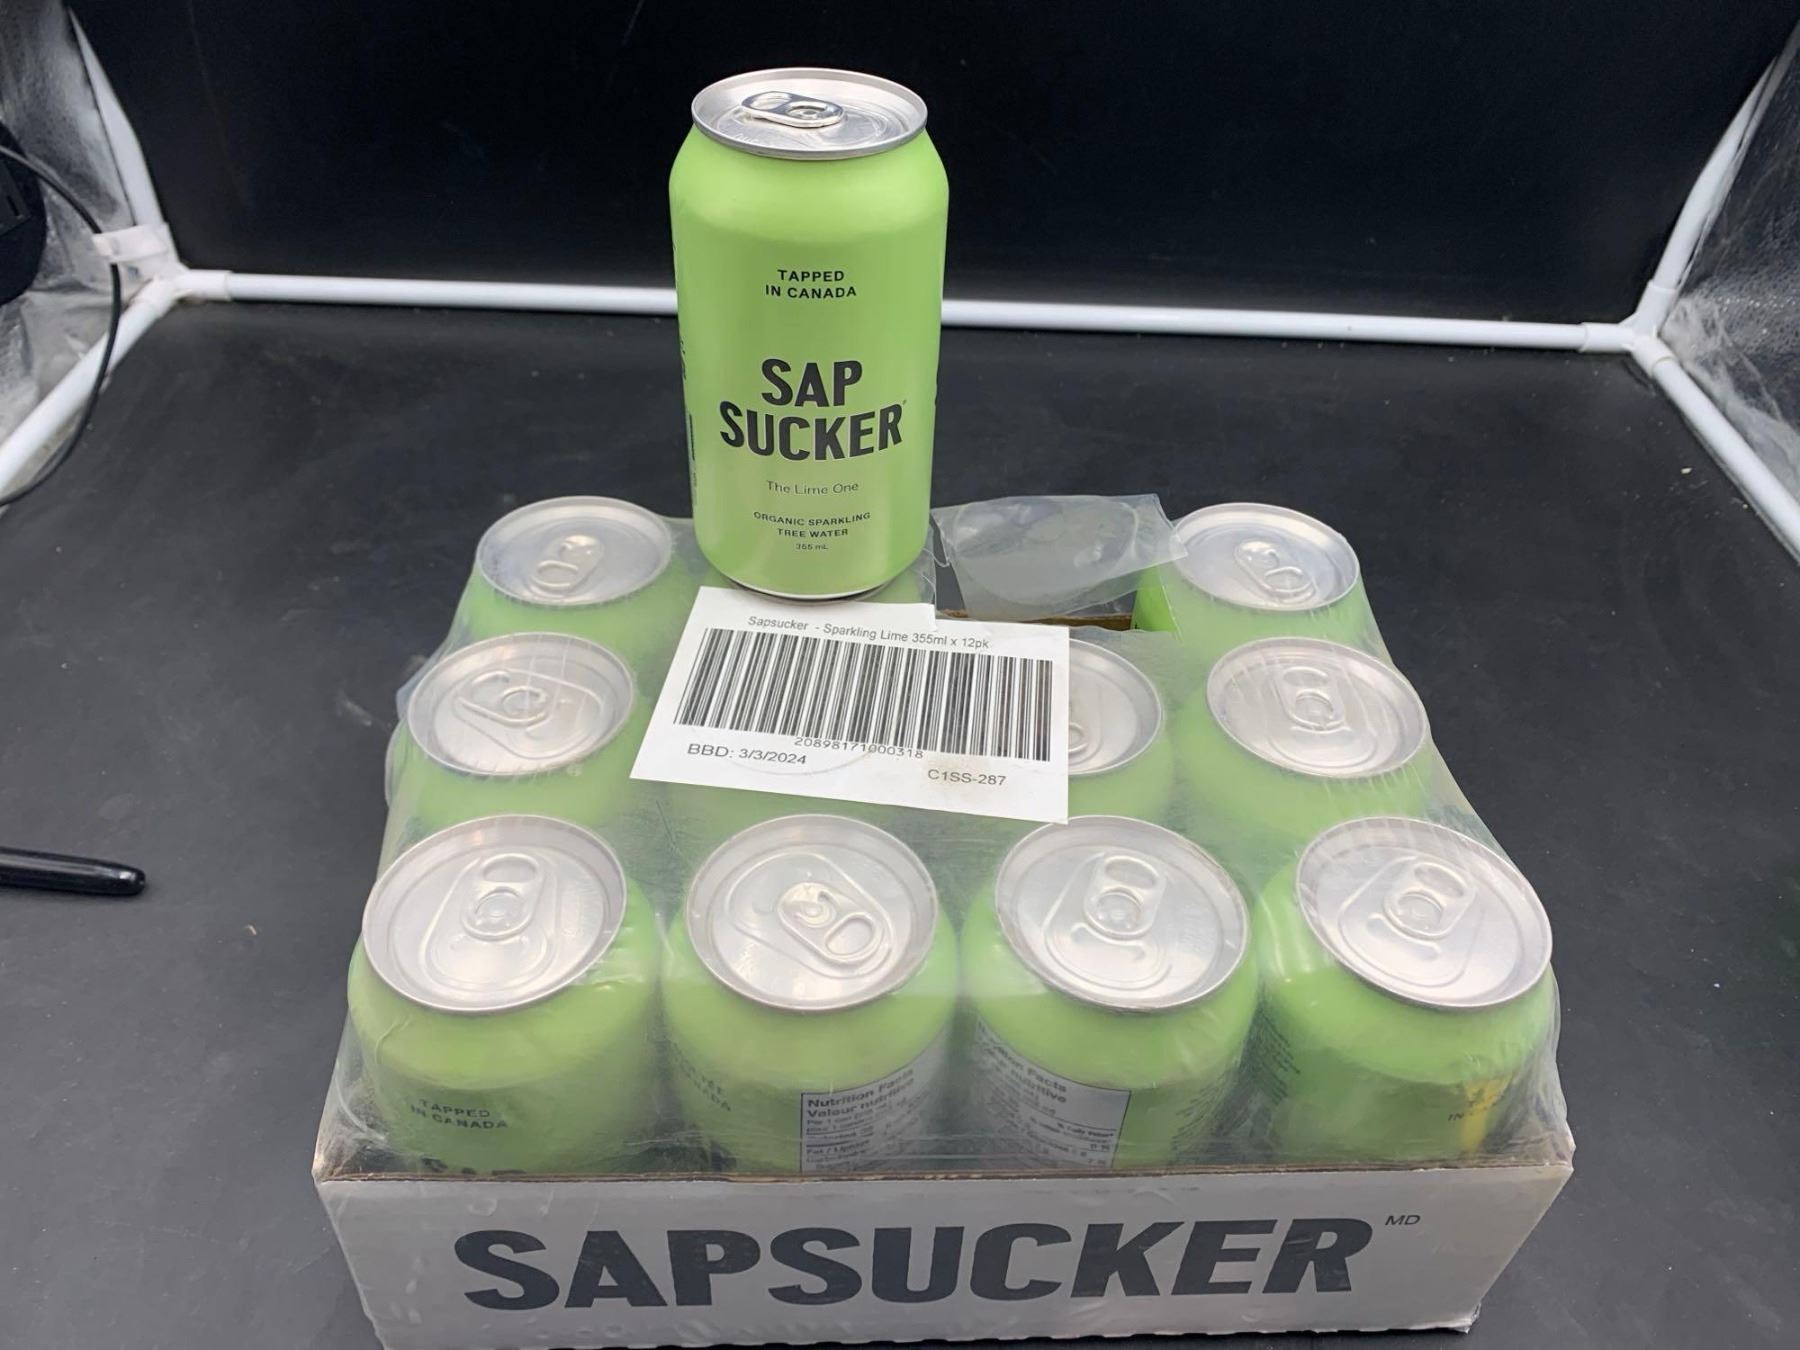 TAPPED
IN CANADA
SAP
SUCKER
The Lime One
ORGANIC SPARKLING
TREE WATER
355 mL
Sapsucker - Sparkling Lime 355ml x 12pk
20898171000318
BBD: 3/3/2024
C1SS-287
TAPPED
IN CANADA
Nutrition Facts
Valeur nutritive
SAPSUCKER MD